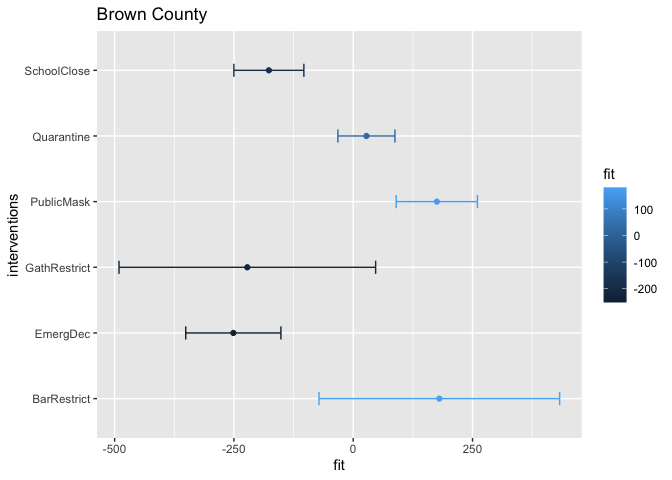 Brown County
interventions
SchoolClose
Quarantine
PublicMask
GathRestrict
EmergDec
BarRestrict
-500
-250
0
250
fit
fit
100
0
-100
-200